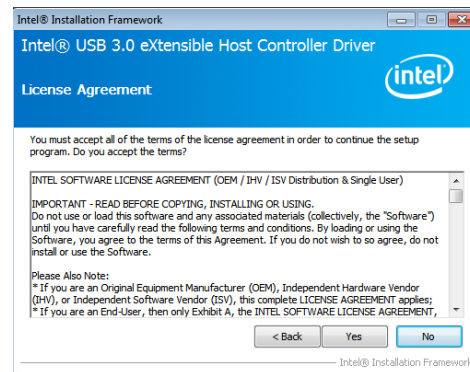 Intel® Installation Framework
Intel® USB 3.0 eXtensible Host Controller Driver
(intel)
License Agreement
You must accept all of the terms of the license agreement in order to continue the setup
program. Do you accept the terms?
INTEL SOFTWARE LICENSE AGREEMENT (OEM / IHV / ISV Distribution & Single User)
IMPORTANT - READ BEFORE COPYING, INSTALLING OR USING.
Do not use or load this software and any associated materials (collectively, the "Software")
until you have carefully read the following terms and conditions. By loading or using the
Software, you agree to the terms of this Agreement. If you do not wish to so agree, do not
install or use the Software.
Please Also Note:
* If you are an Original Equipment Manufacturer (OEM), Independent Hardware Vendor
(IHV), or Independent Software Vendor (ISV), this complete LICENSE AGREEMENT applies;
* If you are an End-User, then only Exhibit A, the INTEL SOFTWARE LICENSE AGREEMENT,
< Back Yes No
Intel® Installation Framework